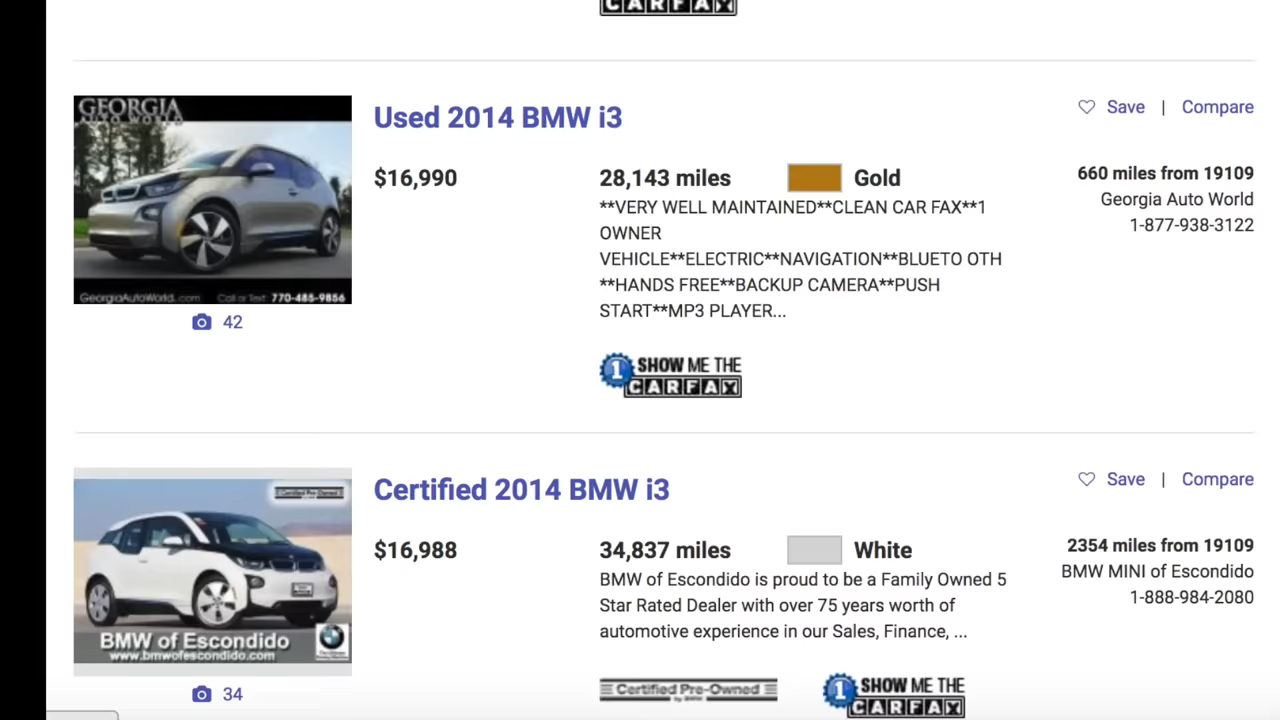 CARFAX
GEORGIA
AUTO WORLD
GeorgiaAutoWorld.com Call or Text 770-485-9856
42
Used 2014 BMW i3
Save | Compare
$16,990
28,143 miles
Gold
**VERY WELL MAINTAINED**CLEAN CAR FAX**1
OWNER
VEHICLE**ELECTRIC**NAVIGATION**BLUETO OTH
**HANDS FREE**BACKUP CAMERA**PUSH
START**MP3 PLAYER...
660 miles from 19109
Georgia Auto World
1-877-938-3122
1 SHOW ME THE
CARFAX
Certified Pre-Owned
BMW of Escondido
www.bmwofescondido.com
34
Certified 2014 BMW i3
Save | Compare
$16,988
34,837 miles
White
BMW of Escondido is proud to be a Family Owned 5
Star Rated Dealer with over 75 years worth of
automotive experience in our Sales, Finance, ...
2354 miles from 19109
BMW MINI of Escondido
1-888-984-2080
Certified Pre-Owned
by BMW
1 SHOW ME THE
CARFAX